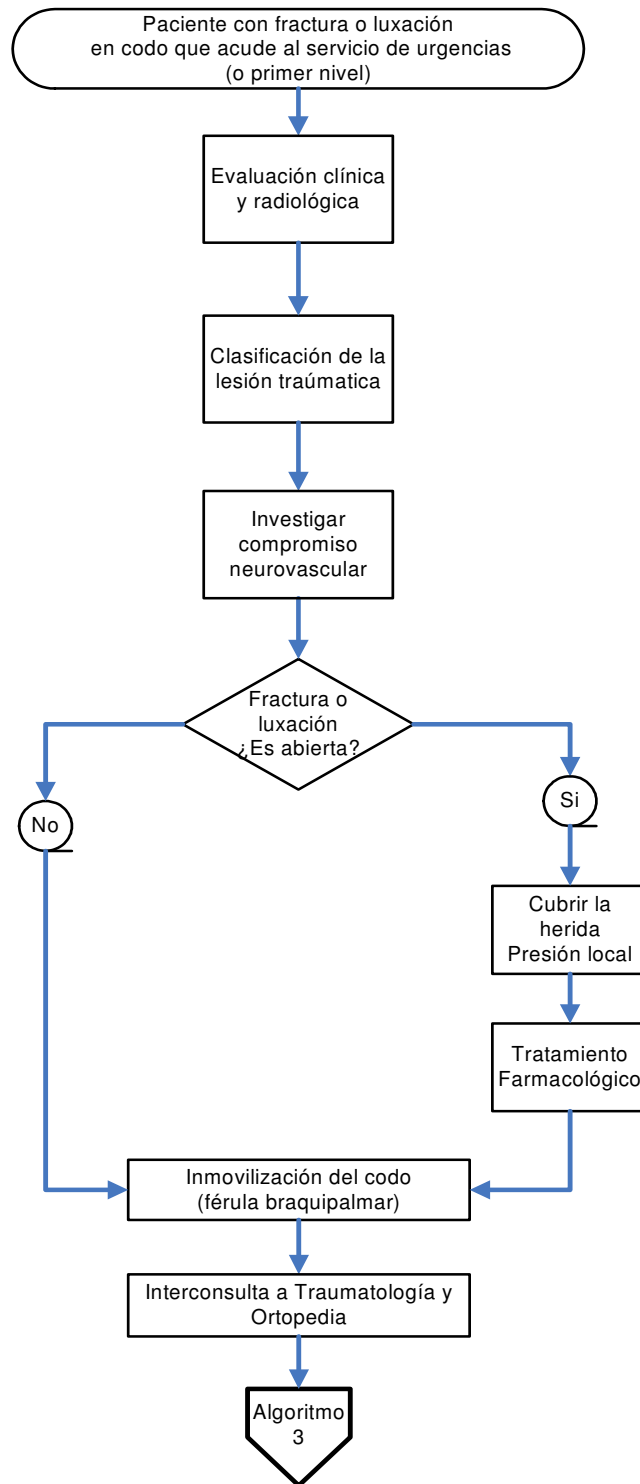 Paciente con fractura o luxación
en codo que acude al servicio de urgencias
(o primer nivel)
Evaluación clínica
y radiológica
Clasificación de la
lesión traúmatica
Investigar
compromiso
neurovascular
Fractura o
luxación
¿Es abierta?
No
Si
Cubrir la
herida
Presión local
Tratamiento
Farmacológico
Inmovilización del codo
(férula braquipalmar)
Interconsulta a Traumatología y
Ortopedia
Algoritmo
3